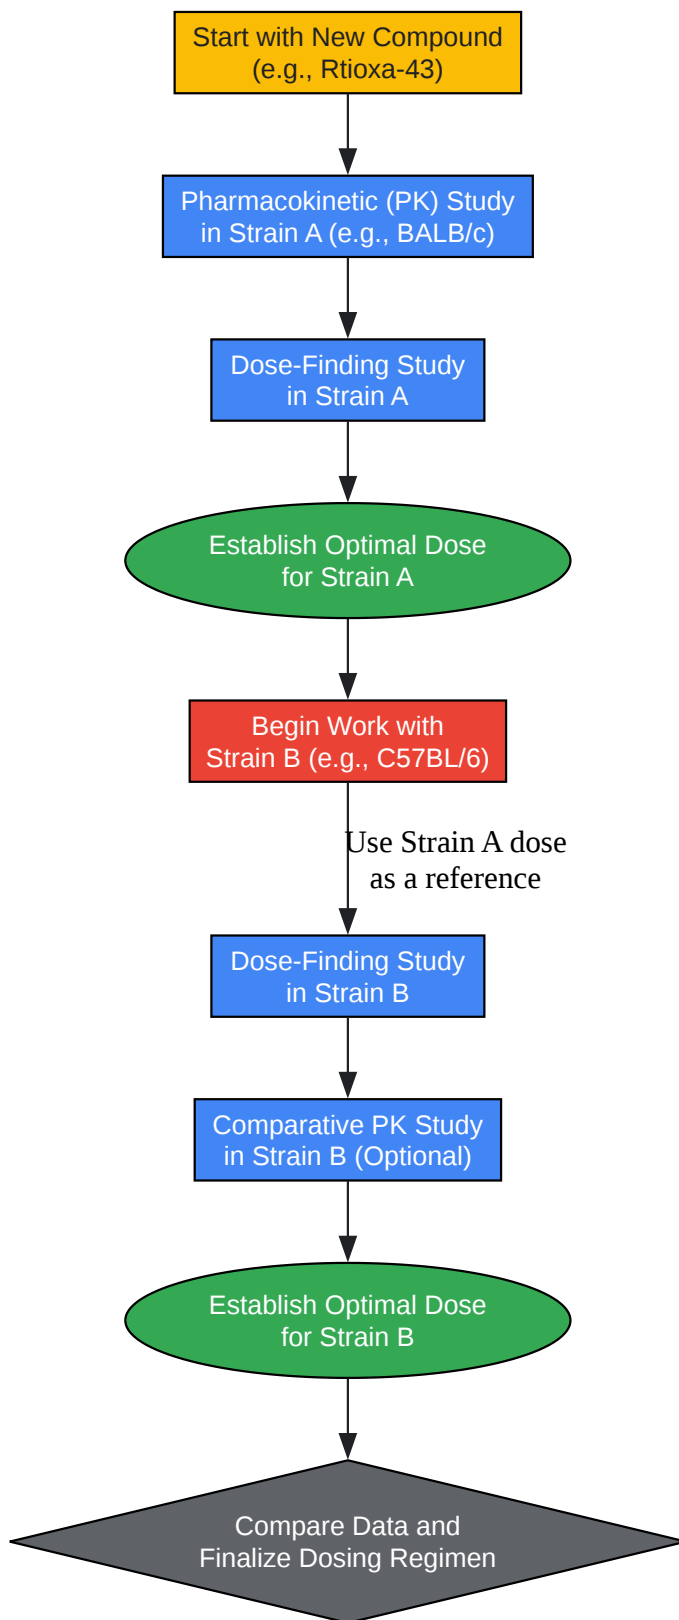 Start with New Compound
(e.g., Rtioxa-43)
Pharmacokinetic (PK) Study
in Strain A (e.g., BALB/c)
Dose-Finding Study
in Strain A
Establish Optimal Dose
for Strain A
Begin Work with
Strain B (e.g., C57BL/6)
Use Strain A dose
as a reference
Dose-Finding Study
in Strain B
Comparative PK Study
in Strain B (Optional)
Establish Optimal Dose
for Strain B
Compare Data and
Finalize Dosing Regimen